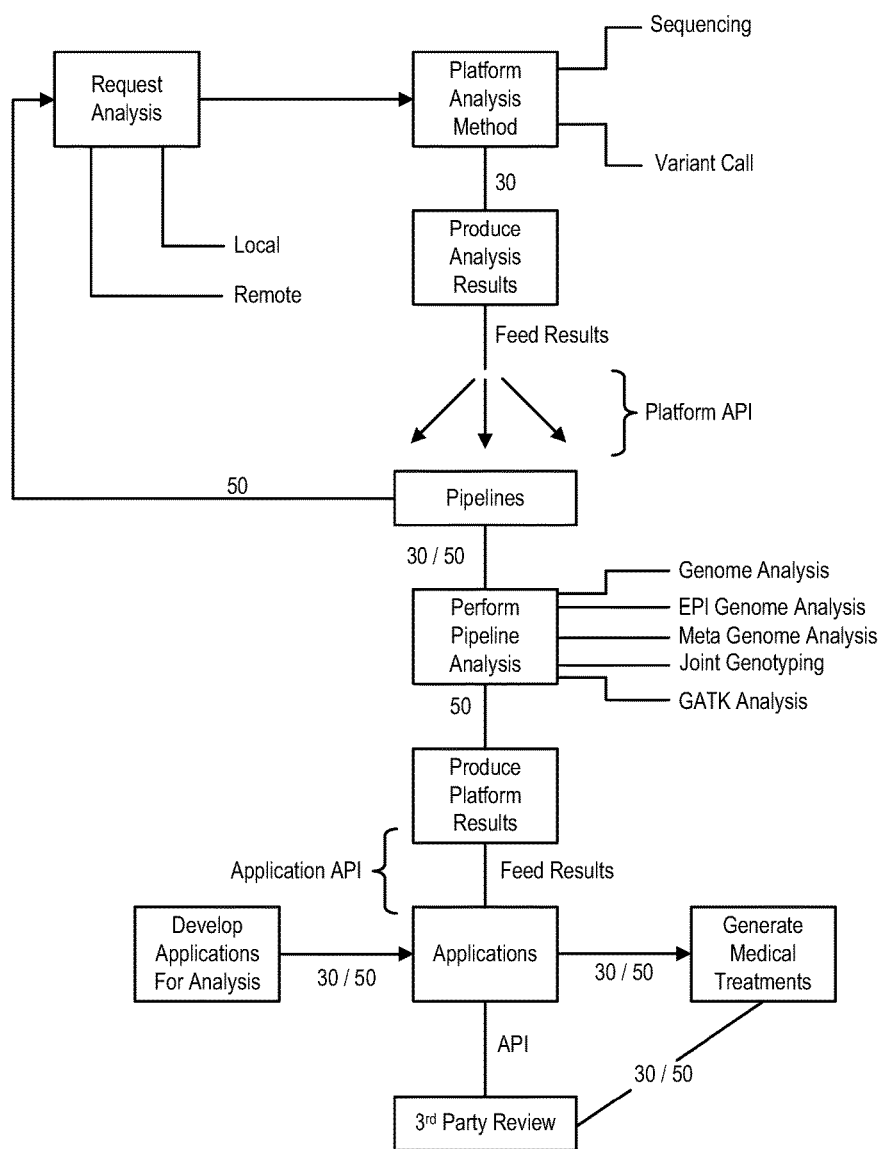 Sequencing
Request
Analysis
Platform
Analysis
Method
Variant Call
30
Local
Remote
Produce
Analysis
Results
Feed Results
Platform API
50
Pipelines
30 / 50
Perform
Pipeline
Analysis
Genome Analysis
EPI Genome Analysis
Meta Genome Analysis
Joint Genotyping
GATK Analysis
50
Produce
Platform
Results
Application API
Feed Results
Develop
Applications
For Analysis
30 / 50
Applications
30 / 50
Generate
Medical
Treatments
API
30 / 50
3rd Party Review